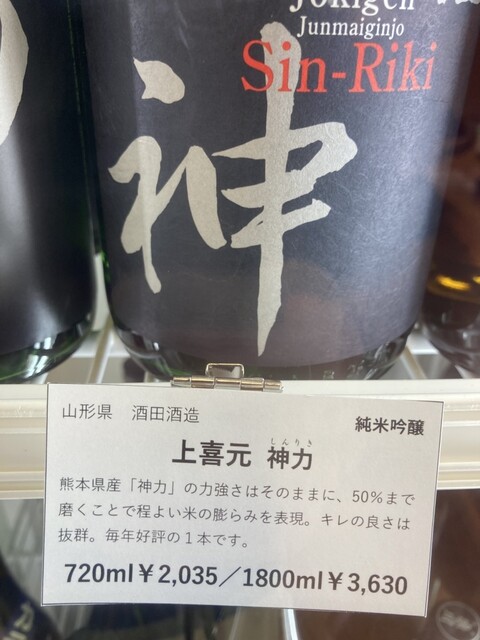 Jokigen
Junmaiginjo
Sin-Riki
神
山形県 酒田酒造
純米吟醸
しんりき
上喜元 神力
熊本県産「神力」の力強さはそのままに、50%まで
磨くことで程よい米の膨らみを表現。キレの良さは
抜群。毎年好評の1本です。
720ml¥2,035/1800ml¥3,630